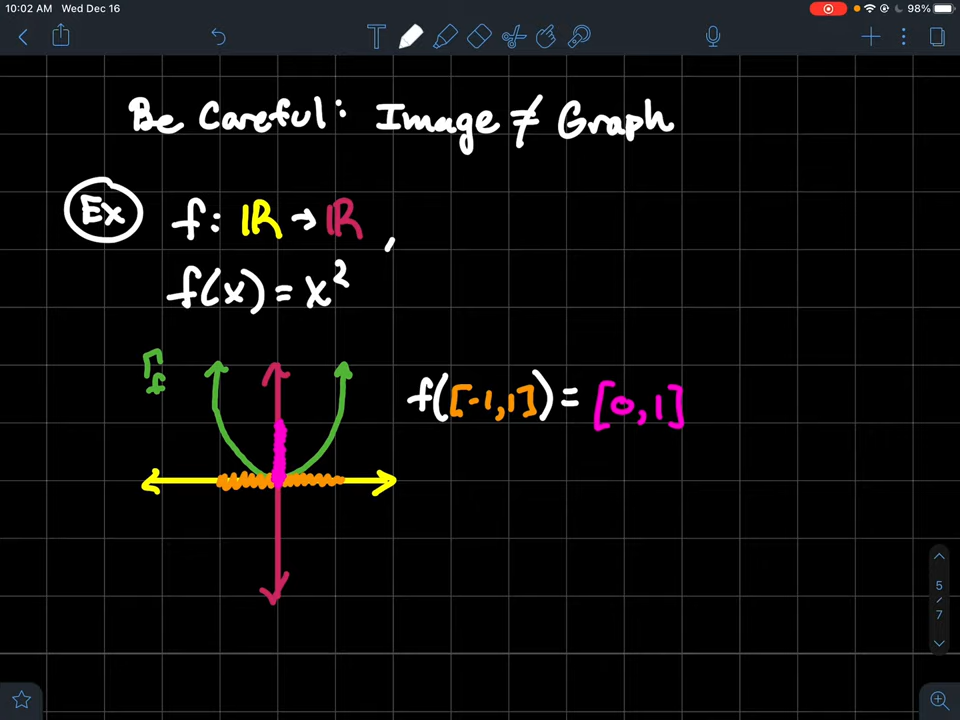 10:02 AM Wed Dec 16
98%
Be Careful: Image ≠ Graph
Ex f: ℝ → ℝ,
f(x) = x²
Γf
f([-1,1]) = [0,1]
5
/
7